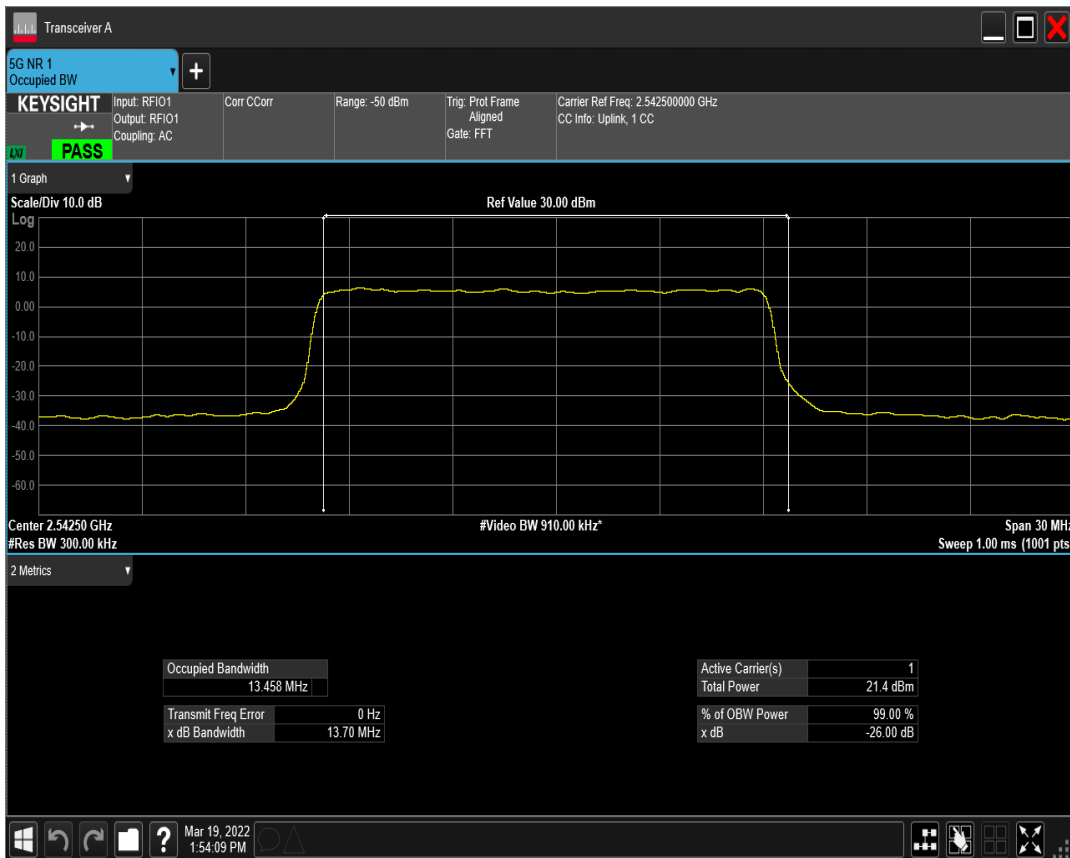 Transceiver A
5G NR 1
Occupied BW
+
KEYSIGHT
LXI
PASS
Input: RFIO1
Output: RFIO1
Coupling: AC
Corr CCorr
Range: -50 dBm
Trig: Prot Frame
Aligned
Gate: FFT
Carrier Ref Freq: 2.542500000 GHz
CC Info: Uplink, 1 CC
1 Graph
Scale/Div 10.0 dB
Ref Value 30.00 dBm
Log
20.0
10.0
0.00
-10.0
-20.0
-30.0
-40.0
-50.0
-60.0
Center 2.54250 GHz
#Video BW 910.00 kHz*
Span 30 MHz
#Res BW 300.00 kHz
Sweep 1.00 ms (1001 pts
2 Metrics
Occupied Bandwidth
13.458 MHz
Transmit Freq Error 0 Hz
x dB Bandwidth 13.70 MHz
Active Carrier(s) 1
Total Power 21.4 dBm
% of OBW Power 99.00 %
x dB -26.00 dB
?
Mar 19, 2022
1:54:09 PM